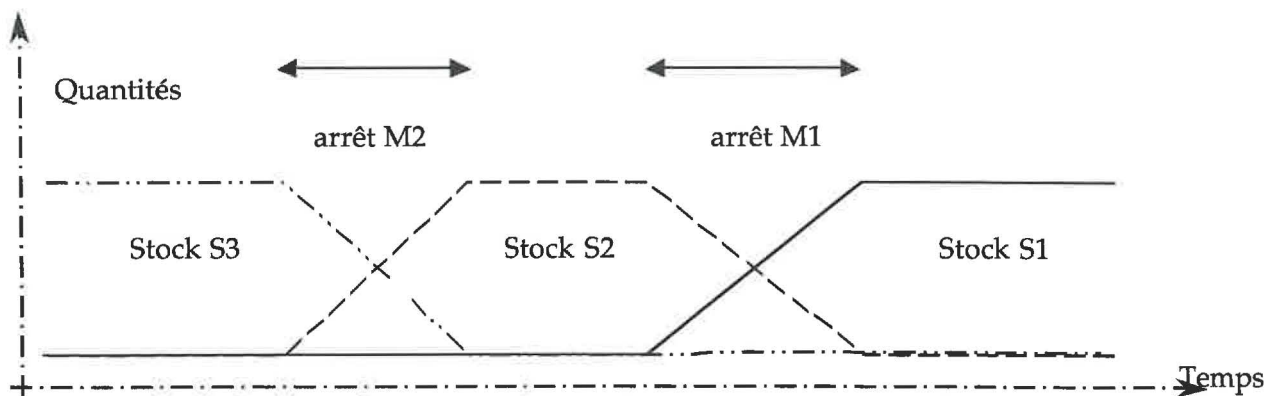 Quantités
arrêt M2
arrêt M1
Stock S3
Stock S2
Stock S1
Temps